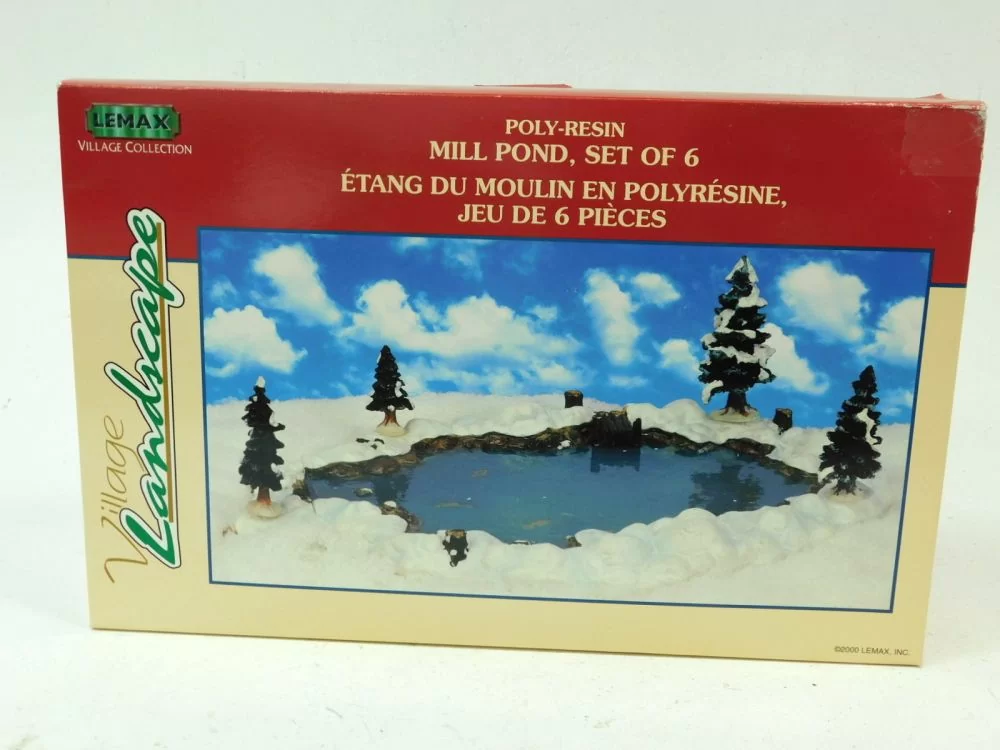 LEMAX
VILLAGE COLLECTION
POLY-RESIN
MILL POND, SET OF 6
ÉTANG DU MOULIN EN POLYRÉSINE,
JEU DE 6 PIÈCES
Village
Landscape
©2000 LEMAX, INC.